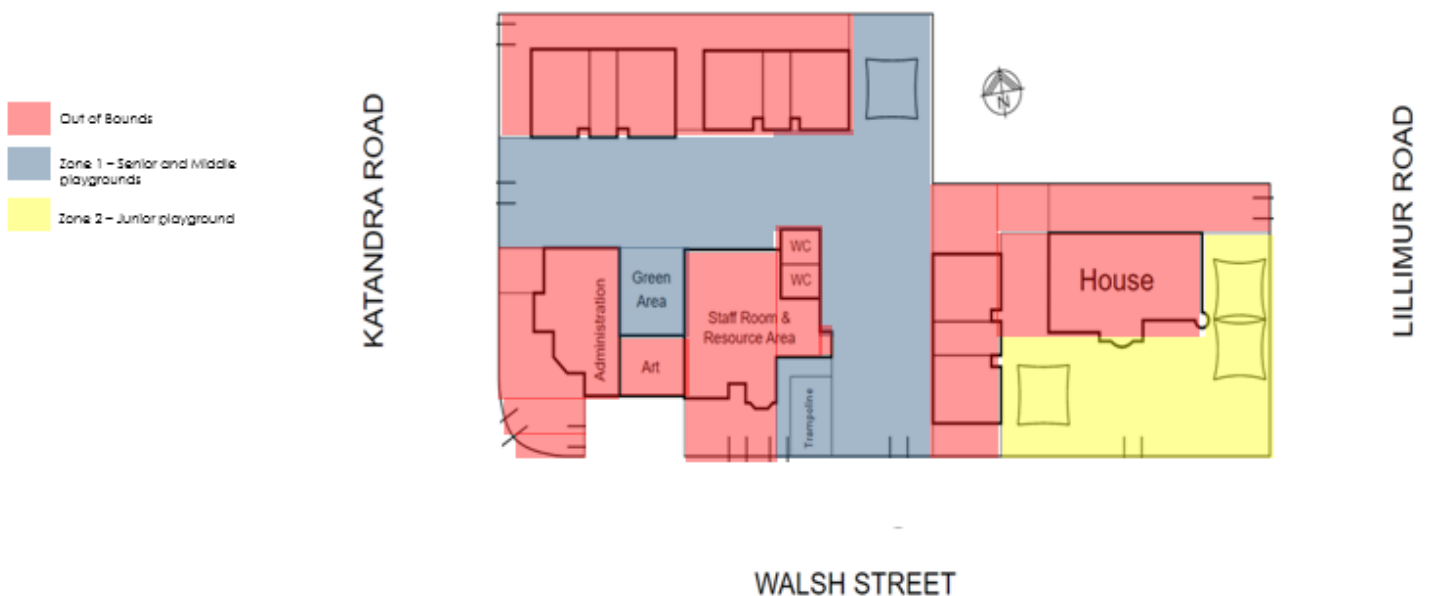 Out of Bounds
Zone 1 – Senior and Middle
playgrounds
Zone 2 – Junior playground
KATANDRA ROAD
LILLIMUR ROAD
N
WC
WC
Green
Area
Administration
Art
Staff Room &
Resource Area
Trampoline
House
WALSH STREET